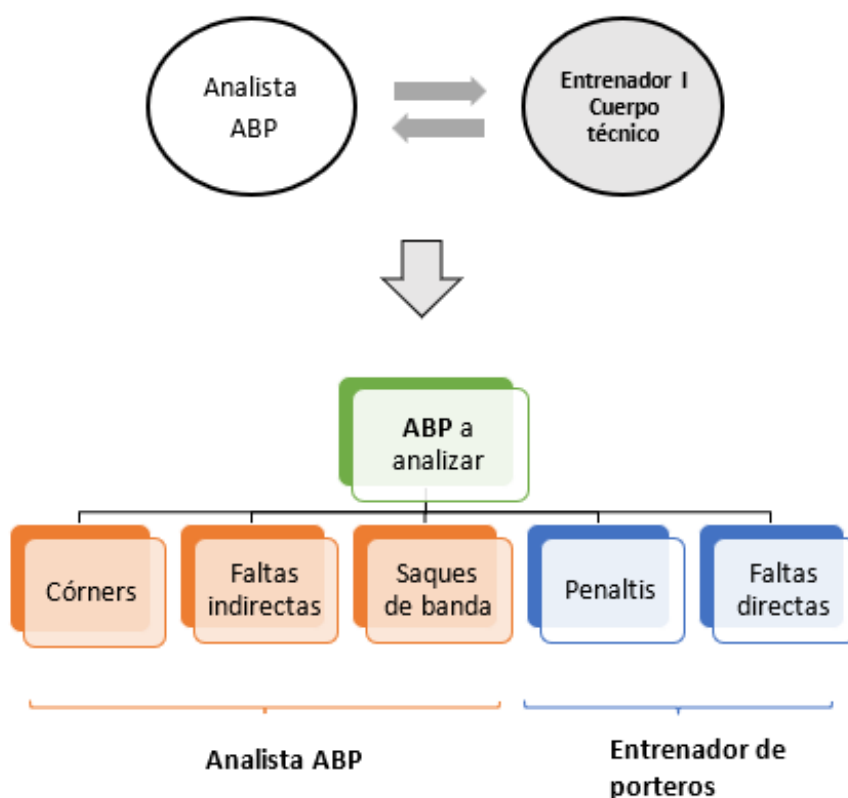 Analista
ABP
Entrenador I
Cuerpo
técnico
ABP a
analizar
Córners
Faltas
indirectas
Saques
de banda
Penaltis
Faltas
directas
Analista ABP
Entrenador de
porteros